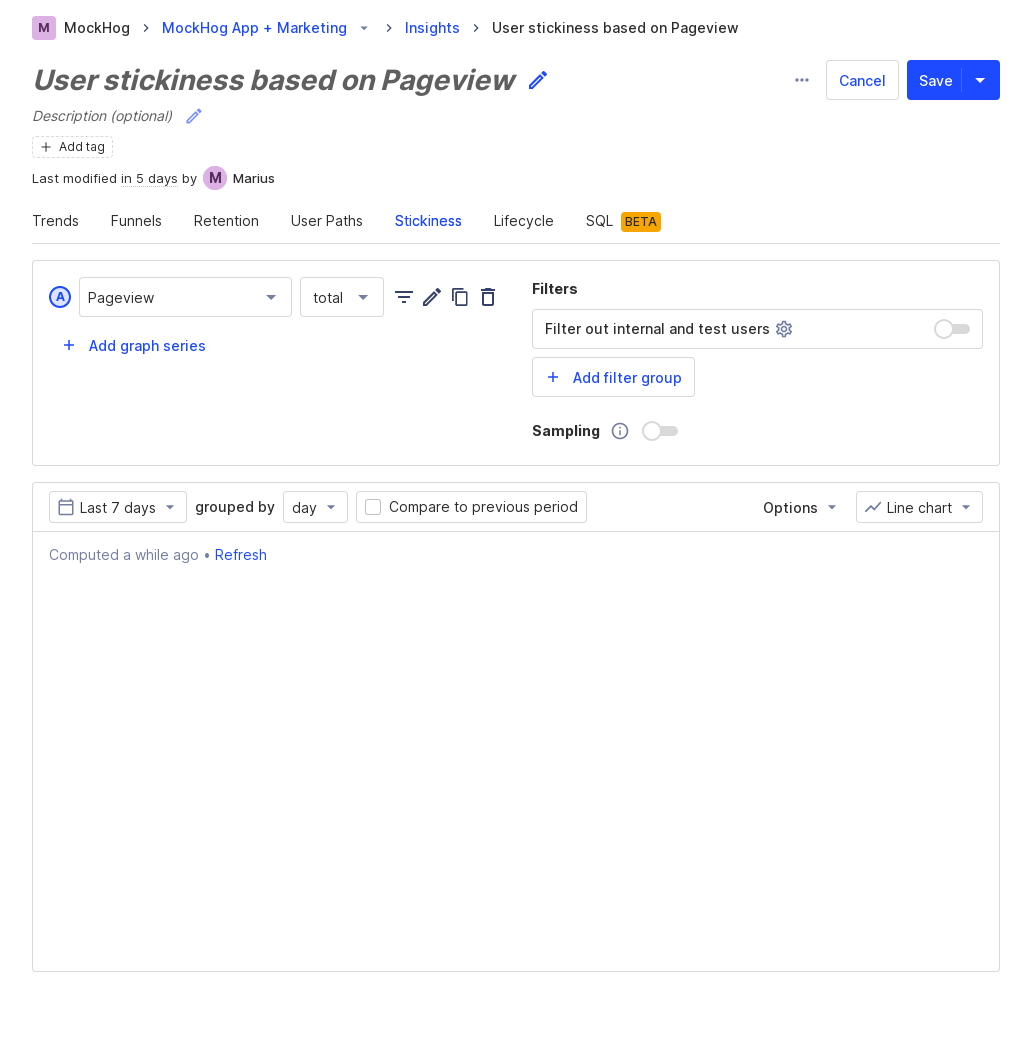 M MockHog MockHog App + Marketing Insights User stickiness based on Pageview
User stickiness based on Pageview
Cancel Save
Description (optional)
Add tag
Last modified in 5 days by M Marius
Trends Funnels Retention User Paths Stickiness Lifecycle SQL BETA
A Pageview total
Add graph series
Filters
Filter out internal and test users
Add filter group
Sampling
Last 7 days grouped by day Compare to previous period Options Line chart
Computed a while ago • Refresh